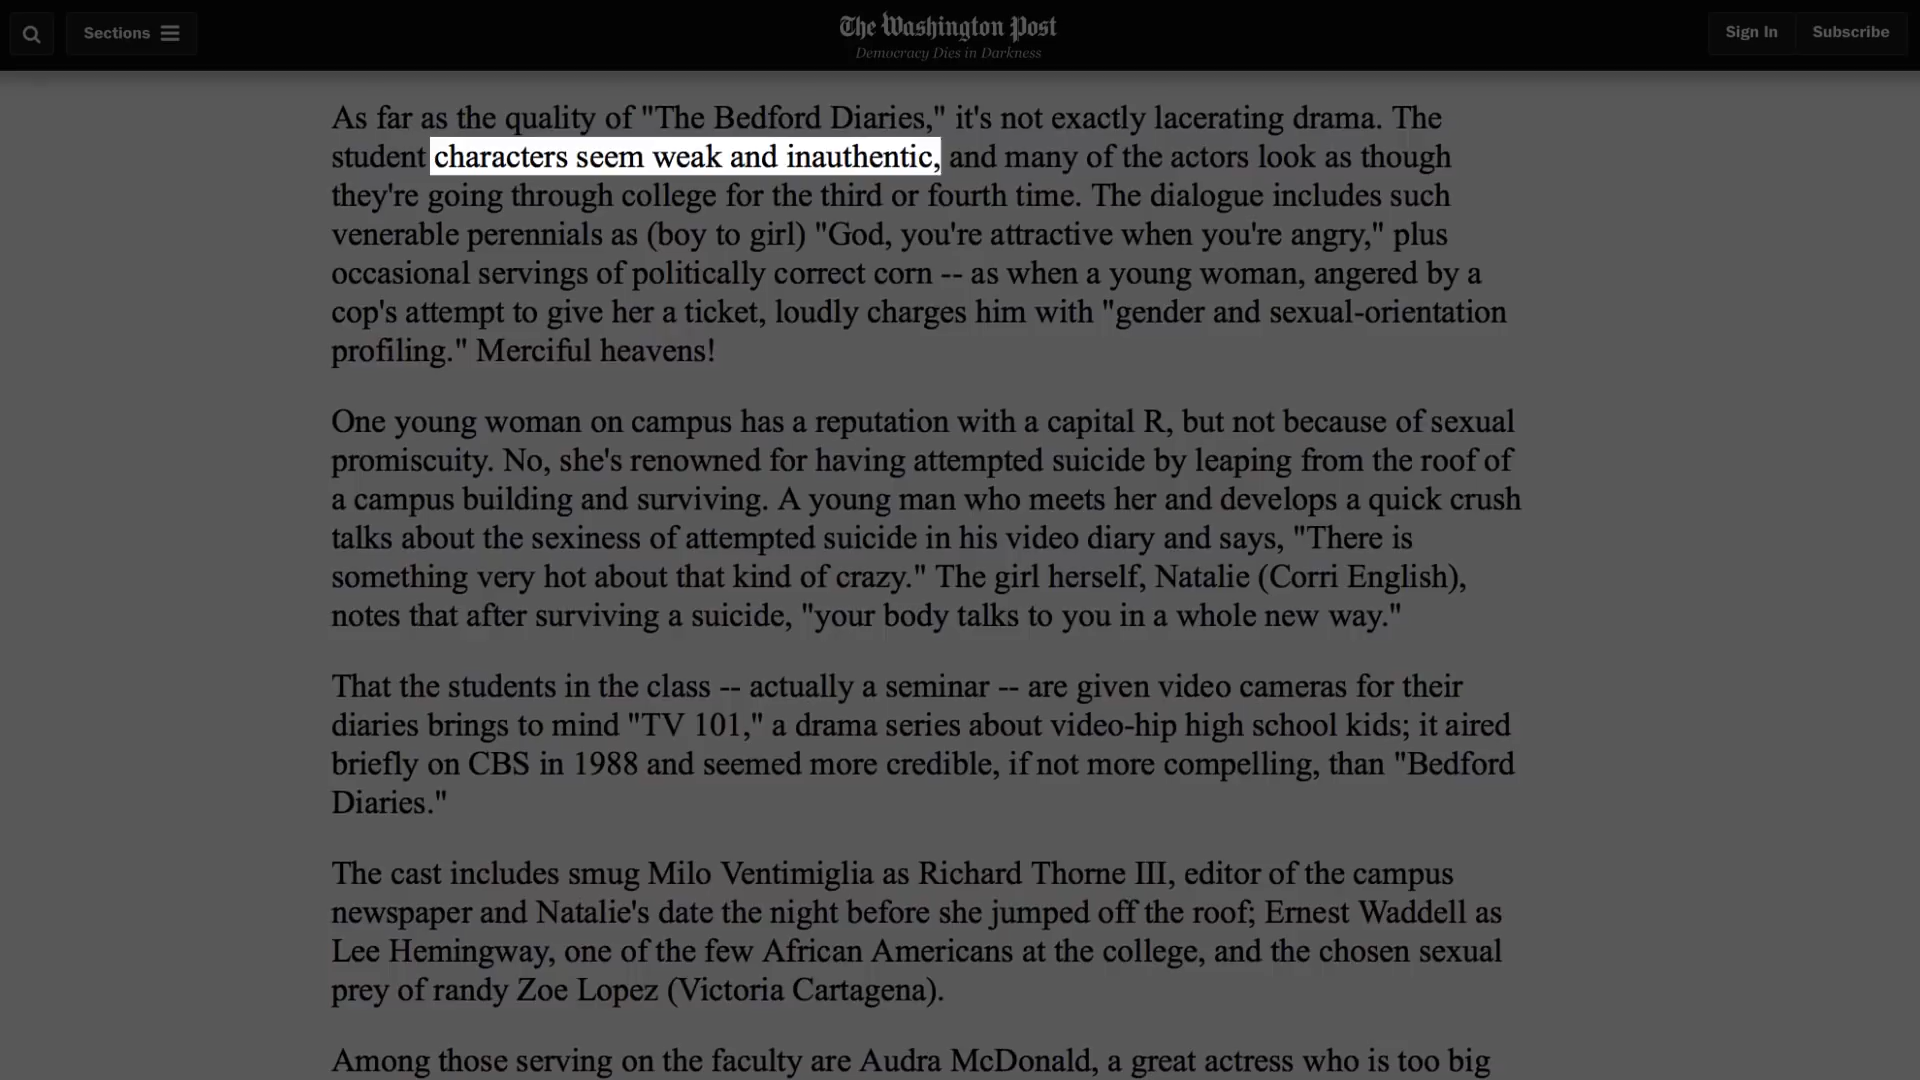 Sections
The Washington Post
Democracy Dies in Darkness
Sign In
Subscribe
As far as the quality of "The Bedford Diaries," it's not exactly lacerating drama. The
student characters seem weak and inauthentic, and many of the actors look as though
they're going through college for the third or fourth time. The dialogue includes such
venerable perennials as (boy to girl) "God, you're attractive when you're angry," plus
occasional servings of politically correct corn -- as when a young woman, angered by a
cop's attempt to give her a ticket, loudly charges him with "gender and sexual-orientation
profiling." Merciful heavens!
One young woman on campus has a reputation with a capital R, but not because of sexual
promiscuity. No, she's renowned for having attempted suicide by leaping from the roof of
a campus building and surviving. A young man who meets her and develops a quick crush
talks about the sexiness of attempted suicide in his video diary and says, "There is
something very hot about that kind of crazy." The girl herself, Natalie (Corri English),
notes that after surviving a suicide, "your body talks to you in a whole new way."
That the students in the class -- actually a seminar -- are given video cameras for their
diaries brings to mind "TV 101," a drama series about video-hip high school kids; it aired
briefly on CBS in 1988 and seemed more credible, if not more compelling, than "Bedford
Diaries."
The cast includes smug Milo Ventimiglia as Richard Thorne III, editor of the campus
newspaper and Natalie's date the night before she jumped off the roof; Ernest Waddell as
Lee Hemingway, one of the few African Americans at the college, and the chosen sexual
prey of randy Zoe Lopez (Victoria Cartagena).
Among those serving on the faculty are Audra McDonald, a great actress who is too big